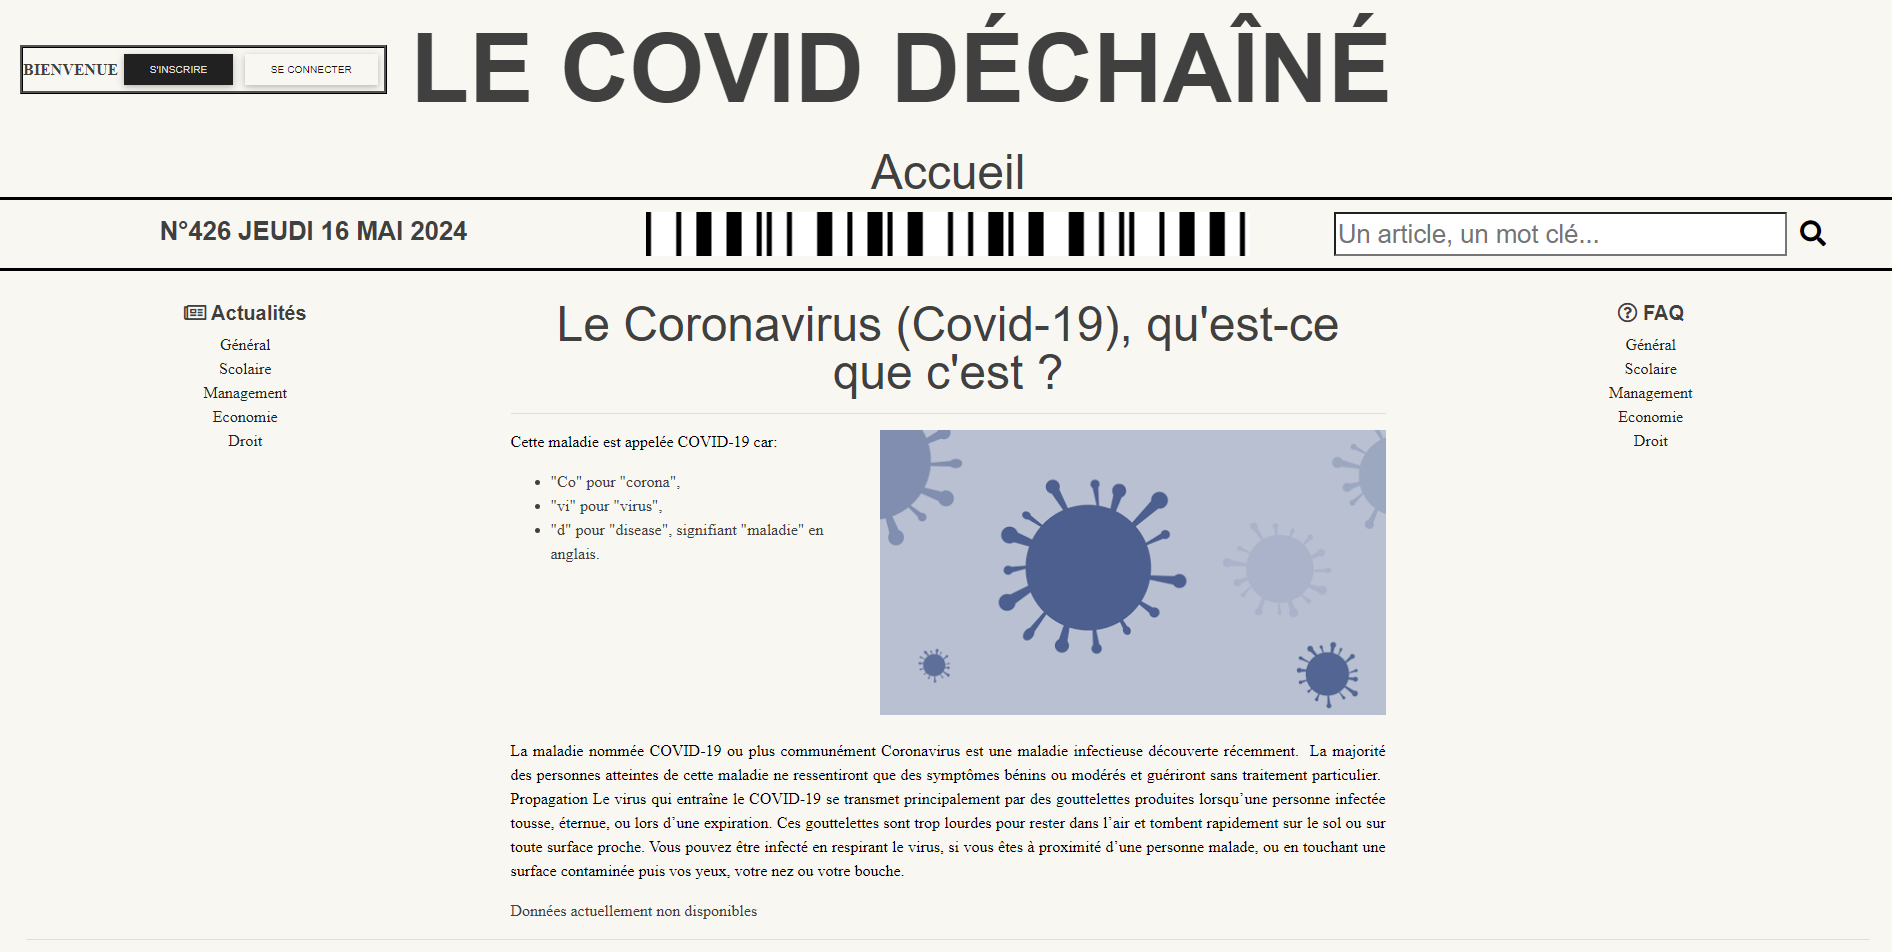 BIENVENUE S'INSCRIRE SE CONNECTER
LE COVID DÉCHAÎNÉ
Accueil
N°426 JEUDI 16 MAI 2024
Un article, un mot clé...
Actualités
Général
Scolaire
Management
Economie
Droit
Le Coronavirus (Covid-19), qu'est-ce
que c'est ?
Cette maladie est appelée COVID-19 car:
• "Co" pour "corona",
• "vi" pour "virus",
• "d" pour "disease", signifiant "maladie" en
anglais.
La maladie nommée COVID-19 ou plus communément Coronavirus est une maladie infectieuse découverte récemment.  La majorité
des personnes atteintes de cette maladie ne ressentiront que des symptômes bénins ou modérés et guériront sans traitement particulier.
Propagation Le virus qui entraîne le COVID-19 se transmet principalement par des gouttelettes produites lorsqu’une personne infectée
tousse, éternue, ou lors d’une expiration. Ces gouttelettes sont trop lourdes pour rester dans l’air et tombent rapidement sur le sol ou sur
toute surface proche. Vous pouvez être infecté en respirant le virus, si vous êtes à proximité d’une personne malade, ou en touchant une
surface contaminée puis vos yeux, votre nez ou votre bouche.
Données actuellement non disponibles
FAQ
Général
Scolaire
Management
Economie
Droit